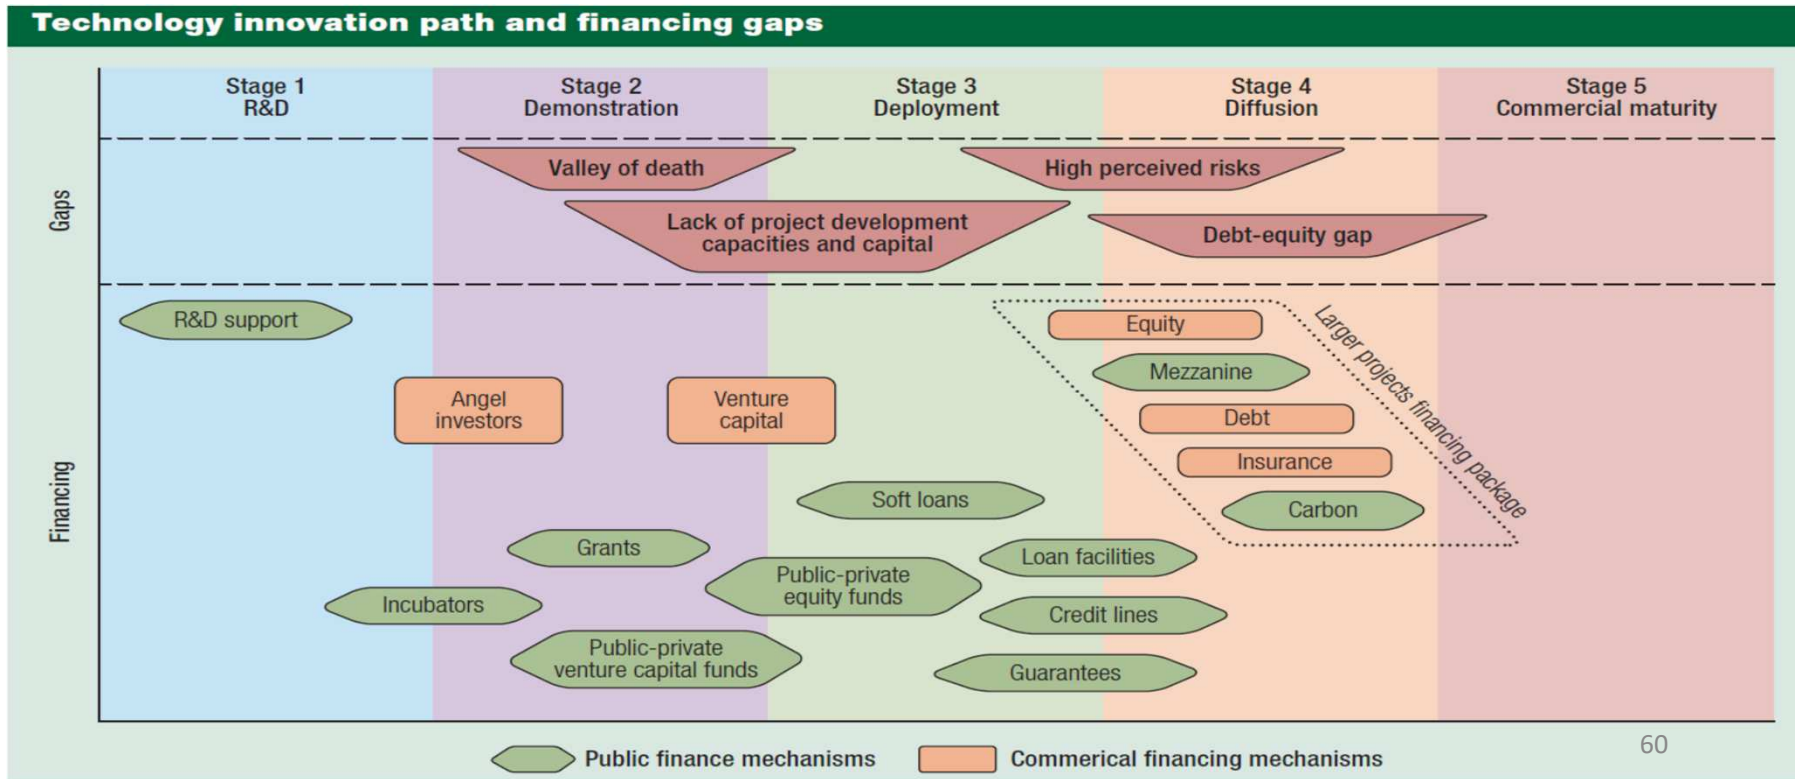 Technology innovation path and financing gaps
Stage 1
R&D
Stage 2
Demonstration
Stage 3
Deployment
Stage 4
Diffusion
Stage 5
Commercial maturity
Gaps
Valley of death
High perceived risks
Lack of project development
capacities and capital
Debt-equity gap
Financing
R&D support
Equity
Mezzanine
Angel
investors
Venture
capital
Debt
Insurance
Larger projects financing package
Soft loans
Carbon
Grants
Loan facilities
Public-private
equity funds
Incubators
Credit lines
Public-private
venture capital funds
Guarantees
Public finance mechanisms
Commerical financing mechanisms
60